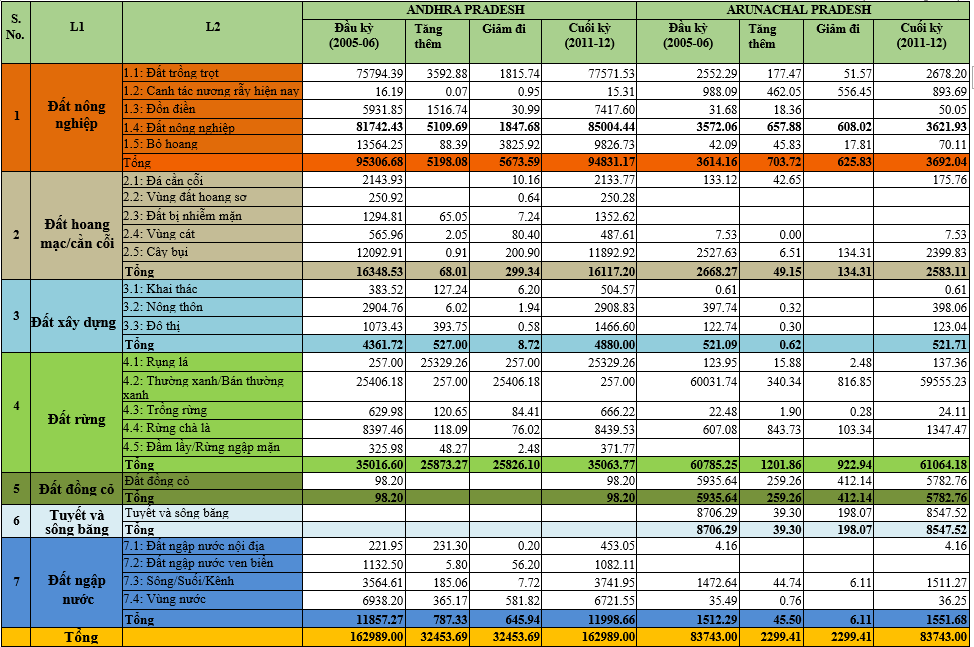 S. No. L1 L2 ANDHRA PRADESH ARUNACHAL PRADESH
Đầu kỳ (2005-06) Tăng thêm Giảm đi Cuối kỳ (2011-12) Đầu kỳ (2005-06) Tăng thêm Giảm đi Cuối kỳ (2011-12)
1 Đất nông nghiệp
1.1: Đất trồng trọt 75794.39 3592.88 1815.74 77571.53 2552.29 177.47 51.57 2678.20
1.2: Canh tác nương rẫy hiện nay 16.19 0.07 0.95 15.31 988.09 462.05 556.45 893.69
1.3: Đồn điền 5931.85 1516.74 30.99 7417.60 31.68 18.36 50.05
1.4: Đất nông nghiệp 81742.43 5109.69 1847.68 85004.44 3572.06 657.88 608.02 3621.93
1.5: Bỏ hoang 13564.25 88.39 3825.92 9826.73 42.09 45.83 17.81 70.11
Tổng 95306.68 5198.08 5673.59 94831.17 3614.16 703.72 625.83 3692.04
2 Đất hoang mạc/cằn cỗi
2.1: Đá cằn cỗi 2143.93 10.16 2133.77 133.12 42.65 175.76
2.2: Vùng đất hoang sơ 250.92 0.64 250.28
2.3: Đất bị nhiễm mặn 1294.81 65.05 7.24 1352.62
2.4: Vùng cát 565.96 2.05 80.40 487.61 7.53 0.00 7.53
2.5: Cây bụi 12092.91 0.91 200.90 11892.92 2527.63 6.51 134.31 2399.83
Tổng 16348.53 68.01 299.34 16117.20 2668.27 49.15 134.31 2583.11
3 Đất xây dựng
3.1: Khai thác 383.52 127.24 6.20 504.57 0.61 0.61
3.2: Nông thôn 2904.76 6.02 1.94 2908.83 397.74 0.32 398.06
3.3: Đô thị 1073.43 393.75 0.58 1466.60 122.74 0.30 123.04
Tổng 4361.72 527.00 8.72 4880.00 521.09 0.62 521.71
4 Đất rừng
4.1: Rụng lá 257.00 25329.26 257.00 25329.26 123.95 15.88 2.48 137.36
4.2: Thường xanh/Bán thường xanh 25406.18 257.00 25406.18 257.00 60031.74 340.34 816.85 59555.23
4.3: Trồng rừng 629.98 120.65 84.41 666.22 22.48 1.90 0.28 24.11
4.4: Rừng chà là 8397.46 118.09 76.02 8439.53 607.08 843.73 103.34 1347.47
4.5: Đầm lầy/Rừng ngập mặn 325.98 48.27 2.48 371.77
Tổng 35016.60 25873.27 25826.10 35063.77 60785.25 1201.86 922.94 61064.18
5 Đất đồng cỏ
Đất đồng cỏ 98.20 98.20 5935.64 259.26 412.14 5782.76
Tổng 98.20 98.20 5935.64 259.26 412.14 5782.76
6 Tuyết và sông băng
Tuyết và sông băng 8706.29 39.30 198.07 8547.52
Tổng 8706.29 39.30 198.07 8547.52
7 Đất ngập nước
7.1: Đất ngập nước nội địa 221.95 231.30 0.20 453.05 4.16 4.16
7.2: Đất ngập nước ven biển 1132.50 5.80 56.20 1082.11
7.3: Sông/Suối/Kênh 3564.61 185.06 7.72 3741.95 1472.64 44.74 6.11 1511.27
7.4: Vùng nước 6938.20 365.17 581.82 6721.55 35.49 0.76 36.25
Tổng 11857.27 787.33 645.94 11998.66 1512.29 45.50 6.11 1551.68
Tổng 162989.00 32453.69 32453.69 162989.00 83743.00 2299.41 2299.41 83743.00